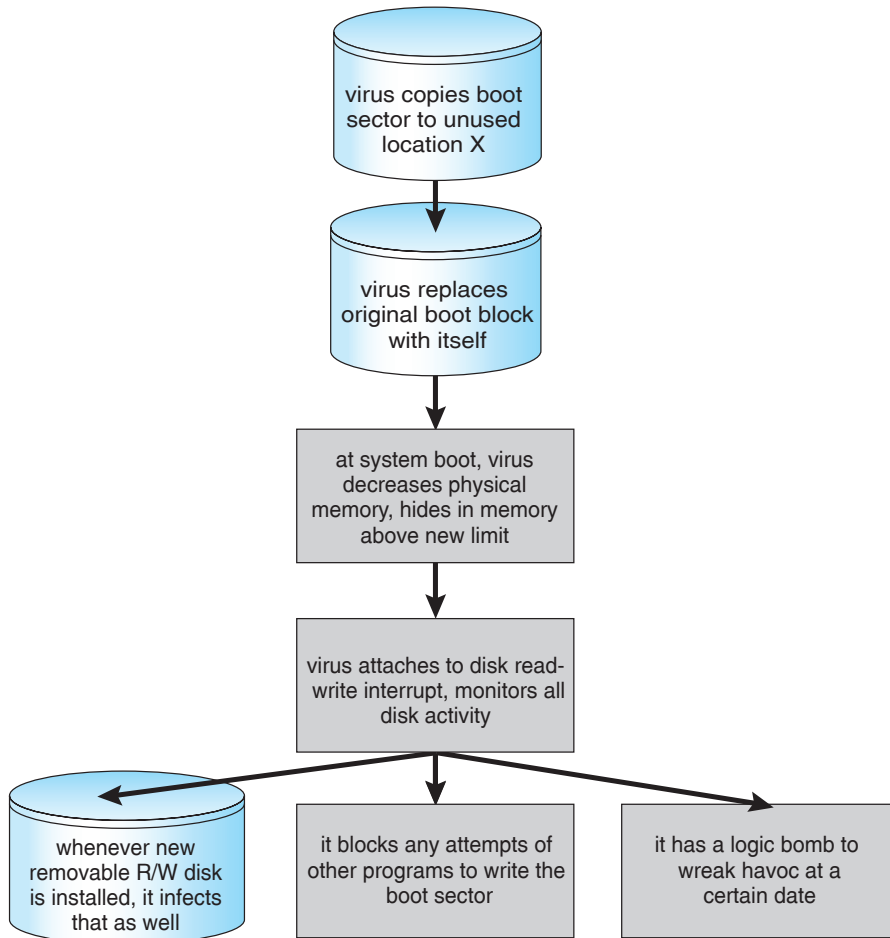 virus copies boot
sector to unused
location X
virus replaces
original boot block
with itself
at system boot, virus
decreases physical
memory, hides in memory
above new limit
virus attaches to disk read-
write interrupt, monitors all
disk activity
whenever new
removable R/W disk
is installed, it infects
that as well
it blocks any attempts of
other programs to write the
boot sector
it has a logic bomb to
wreak havoc at a
certain date